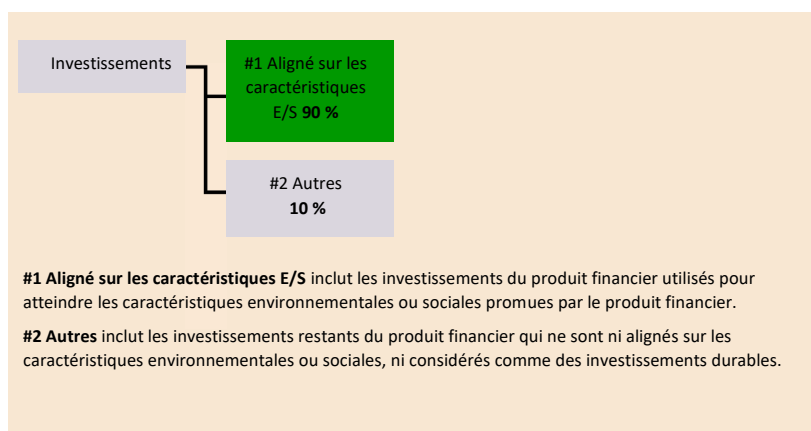 Investissements
#1 Aligné sur les
caractéristiques
E/S 90 %
#2 Autres
10 %
#1 Aligné sur les caractéristiques E/S inclut les investissements du produit financier utilisés pour
atteindre les caractéristiques environnementales ou sociales promues par le produit financier.
#2 Autres inclut les investissements restants du produit financier qui ne sont ni alignés sur les
caractéristiques environnementales ou sociales, ni considérés comme des investissements durables.